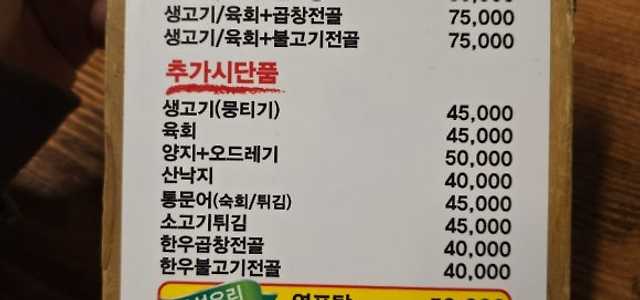 생고기/육회+곱창전골 75,000
생고기/육회+불고기전골 75,000
추가시단품
생고기(뭉티기) 45,000
육회 45,000
양지+오드레기 50,000
산낙지 40,000
통문어(숙회/튀김) 45,000
소고기튀김 45,000
한우곱창전골 40,000
한우불고기전골 40,000